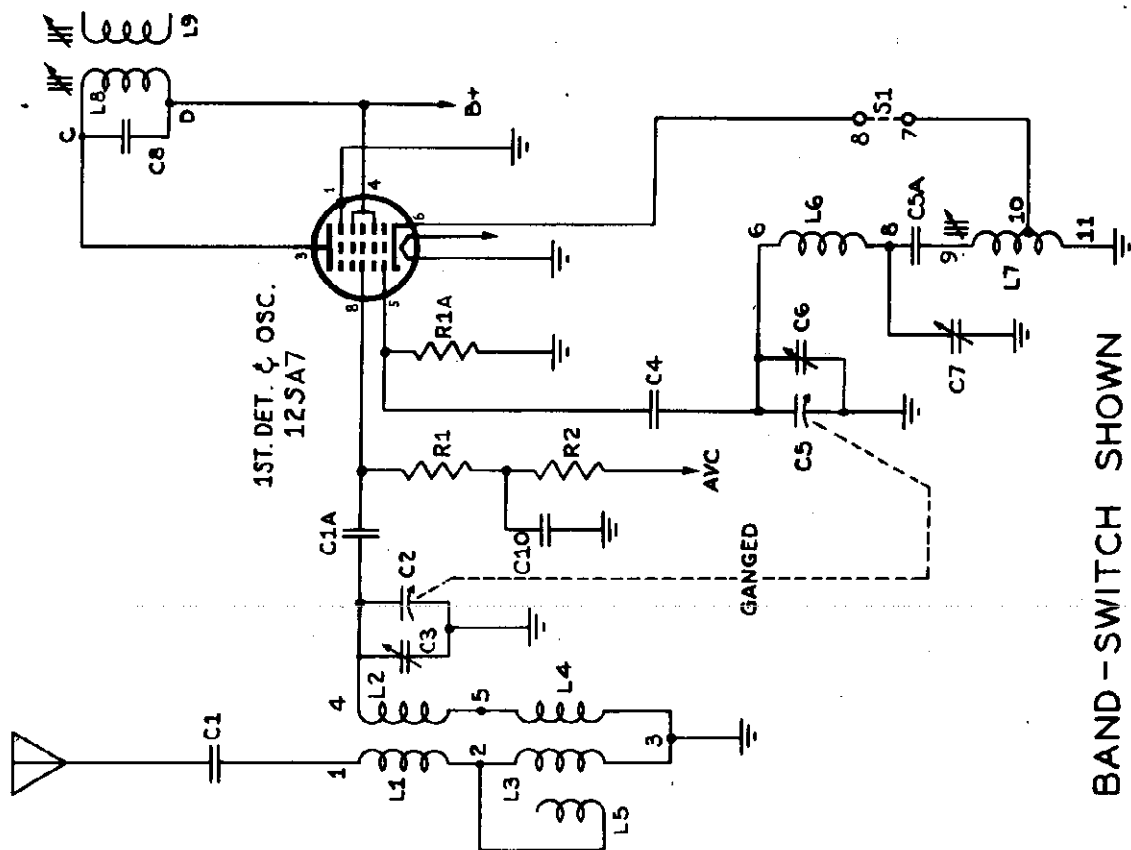 L9
L8
C
C8
D
B+
1
4
3
6
8
5
1ST. DET. & OSC.
12SA7
R1A
8
S1
7
C4
6
L6
8
C5A
9
10
L7
11
C6
C5
C7
C1A
R1
R2
C10
AVC
C2
C3
GANGED
C1
4
L2
5
L4
1
L1
2
L3
3
L5
BAND-SWITCH SHOWN